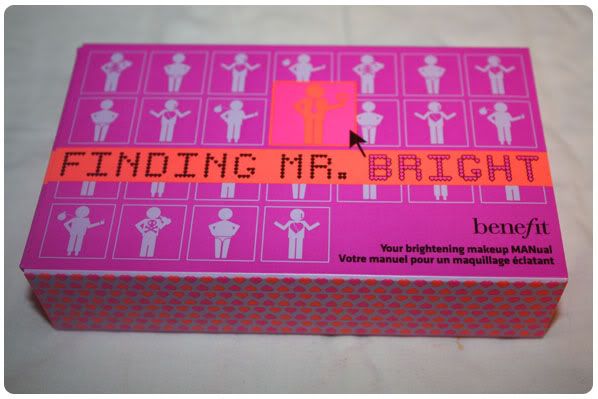 FINDING MR. BRIGHT
benefit
Your brightening makeup MANual
Votre manuel pour un maquillage éclatant